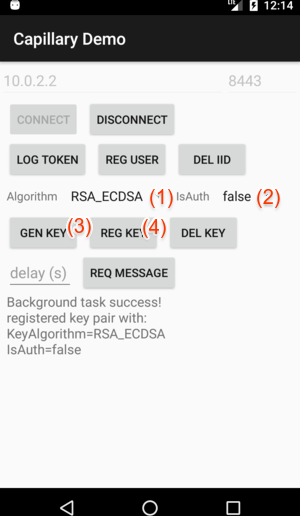 LTE 12:14
Capillary Demo
10.0.2.2 8443
CONNECT DISCONNECT
LOG TOKEN REG USER DEL IID
Algorithm RSA_ECDSA (1) IsAuth false (2)
GEN KEY (3) REG KEY (4) DEL KEY
delay (s) REQ MESSAGE
Background task success!
registered key pair with:
KeyAlgorithm=RSA_ECDSA
IsAuth=false